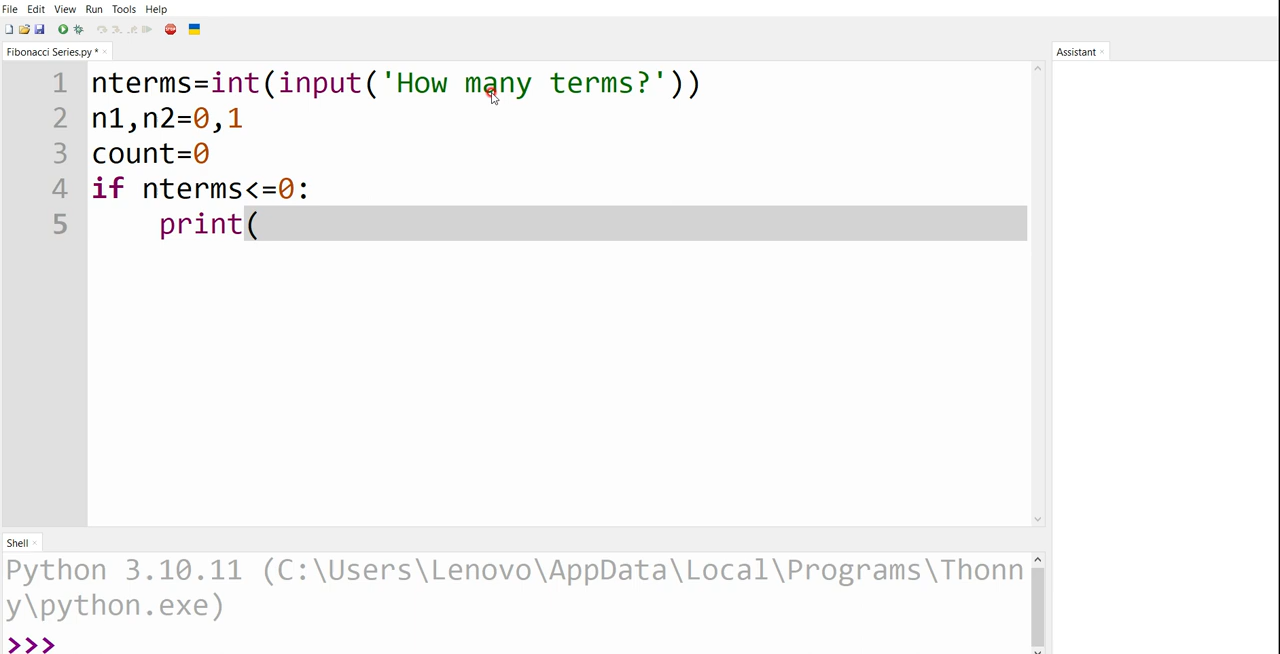 File Edit View Run Tools Help
Fibonacci Series.py * ×
Assistant ×
1 nterms=int(input('How many terms?'))
2 n1,n2=0,1
3 count=0
4 if nterms<=0:
5     print(
Shell ×
Python 3.10.11 (C:\Users\Lenovo\AppData\Local\Programs\Thonn
y\python.exe)
>>>